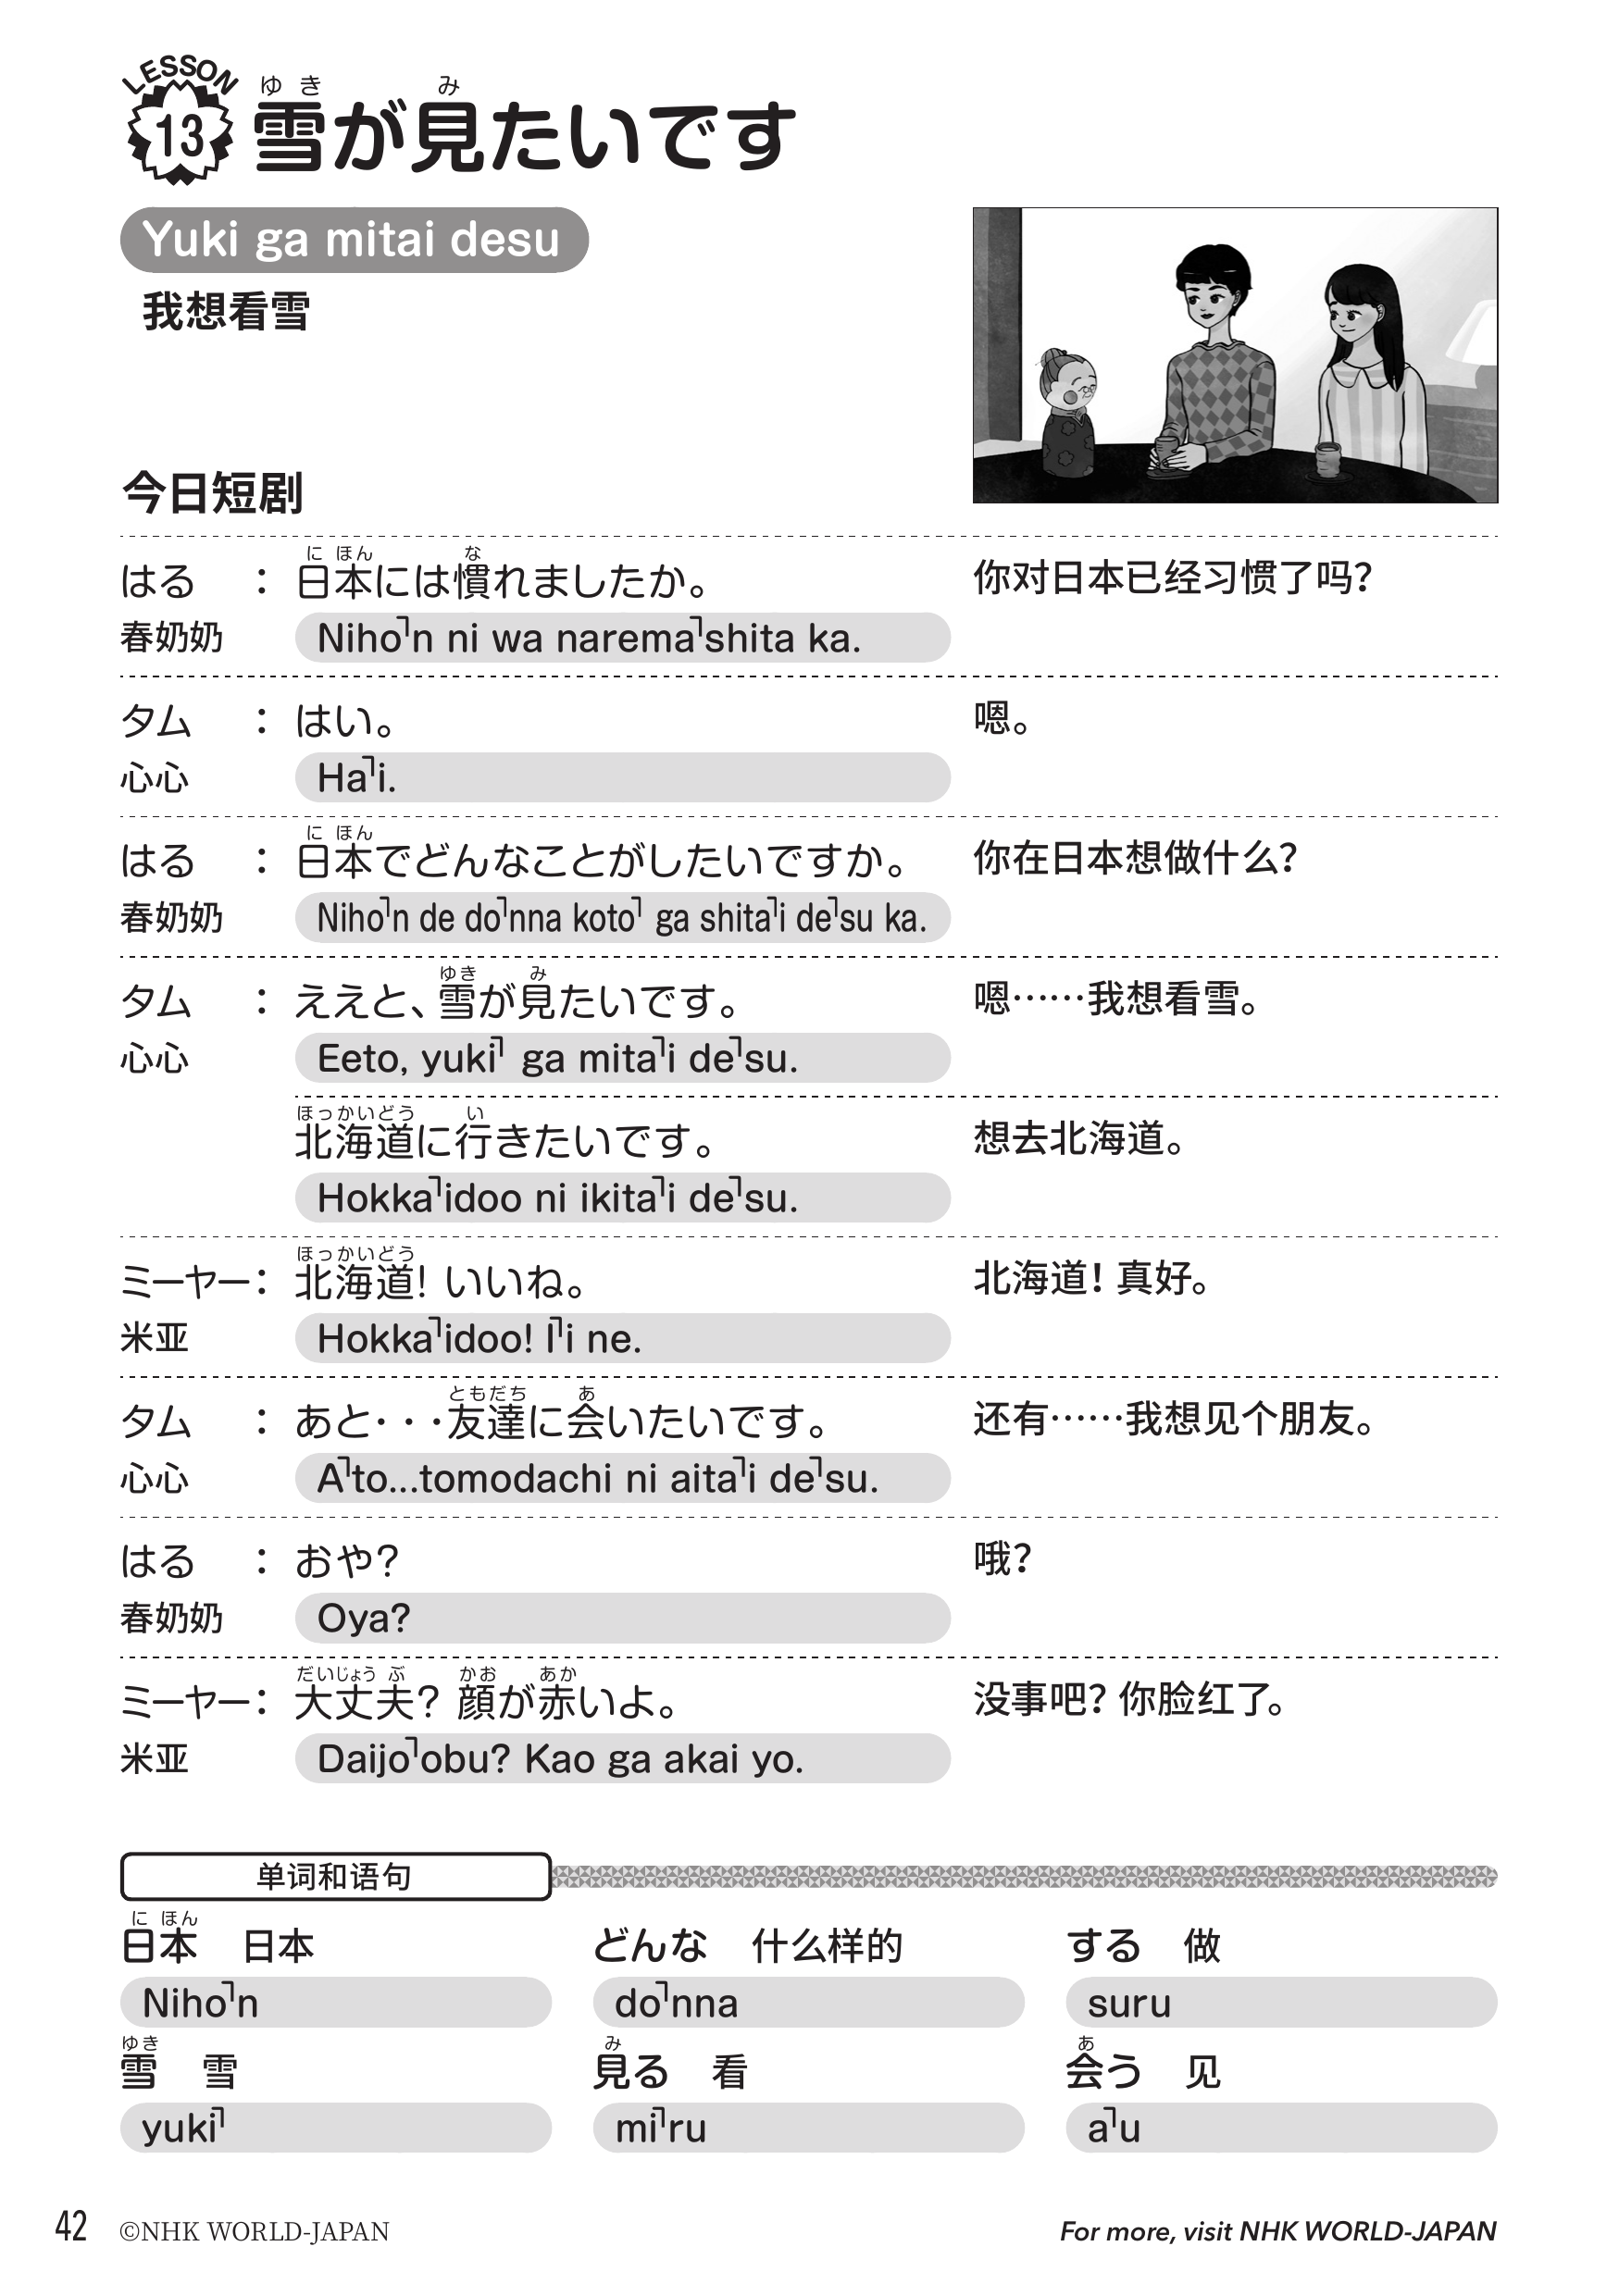 LESSON
13
ゆき み
雪が見たいです
Yuki ga mitai desu
我想看雪
今日短剧
に ほん な
はる ： 日本には慣れましたか。 你对日本已经习惯了吗？
春奶奶 Niho⌝n ni wa narema⌝shita ka.
タム ： はい。 嗯。
心心 Ha⌝i.
に ほん
はる ： 日本でどんなことがしたいですか。 你在日本想做什么？
春奶奶 Niho⌝n de do⌝nna koto⌝ ga shita⌝i de⌝su ka.
ゆき み
タム ： ええと、雪が見たいです。 嗯……我想看雪。
心心 Eeto, yuki⌝ ga mita⌝i de⌝su.
ほっかいどう い
北海道に行きたいです。 想去北海道。
Hokka⌝idoo ni ikita⌝i de⌝su.
ほっかいどう
ミーヤー： 北海道！ いいね。 北海道！真好。
米亚 Hokka⌝idoo! I⌝i ne.
ともだち あ
タム ： あと・・・友達に会いたいです。 还有……我想见个朋友。
心心 A⌝to...tomodachi ni aita⌝i de⌝su.
はる ： おや？ 哦？
春奶奶 Oya?
だいじょう ぶ かお あか
ミーヤー： 大丈夫？ 顔が赤いよ。 没事吧？你脸红了。
米亚 Daijo⌝obu? Kao ga akai yo.
单词和语句
に ほん
日本 日本 どんな 什么样的 する 做
Niho⌝n do⌝nna suru
ゆき み あ
雪 雪 見る 看 会う 见
yuki⌝ mi⌝ru a⌝u
42 ©NHK WORLD-JAPAN For more, visit NHK WORLD-JAPAN